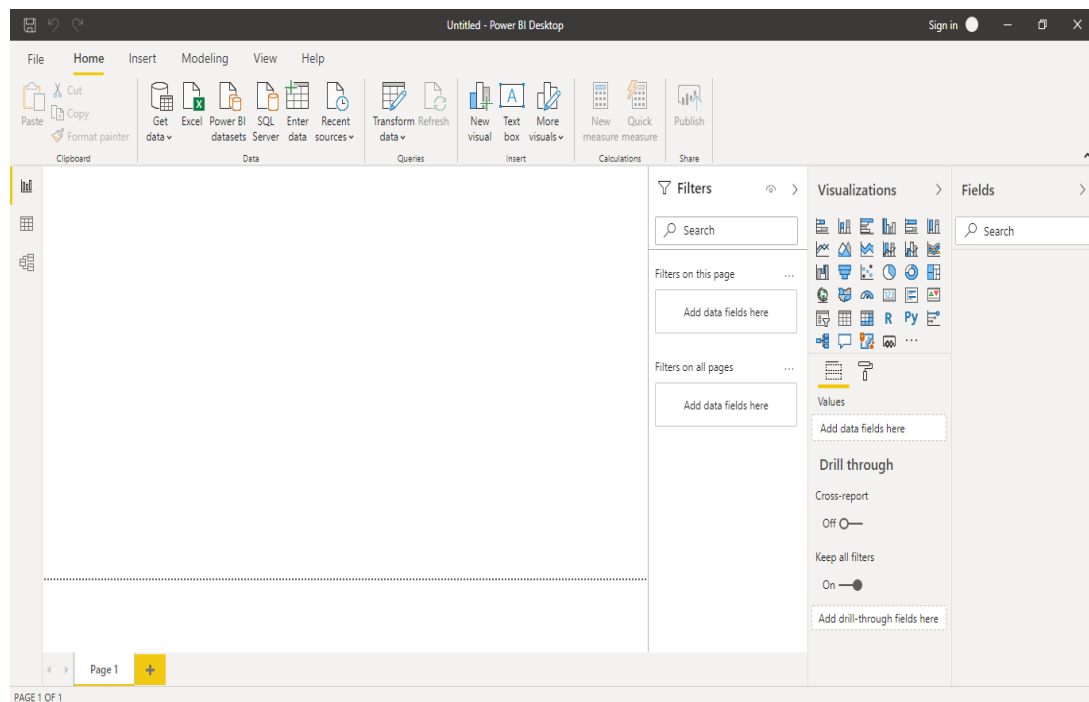 Untitled - Power BI Desktop
Sign in
File Home Insert Modeling View Help
Paste
Cut
Copy
Format painter
Clipboard
Get data
Excel
Power BI datasets
SQL Server
Enter data
Recent sources
Data
Transform data
Refresh
Queries
New visual
Text box
More visuals
Insert
New measure
Quick measure
Calculations
Publish
Share
Filters
Search
Filters on this page ...
Add data fields here
Filters on all pages ...
Add data fields here
Visualizations
123
R Py
...
Values
Add data fields here
Drill through
Cross-report
Off
Keep all filters
On
Add drill-through fields here
Fields
Search
Page 1 +
PAGE 1 OF 1